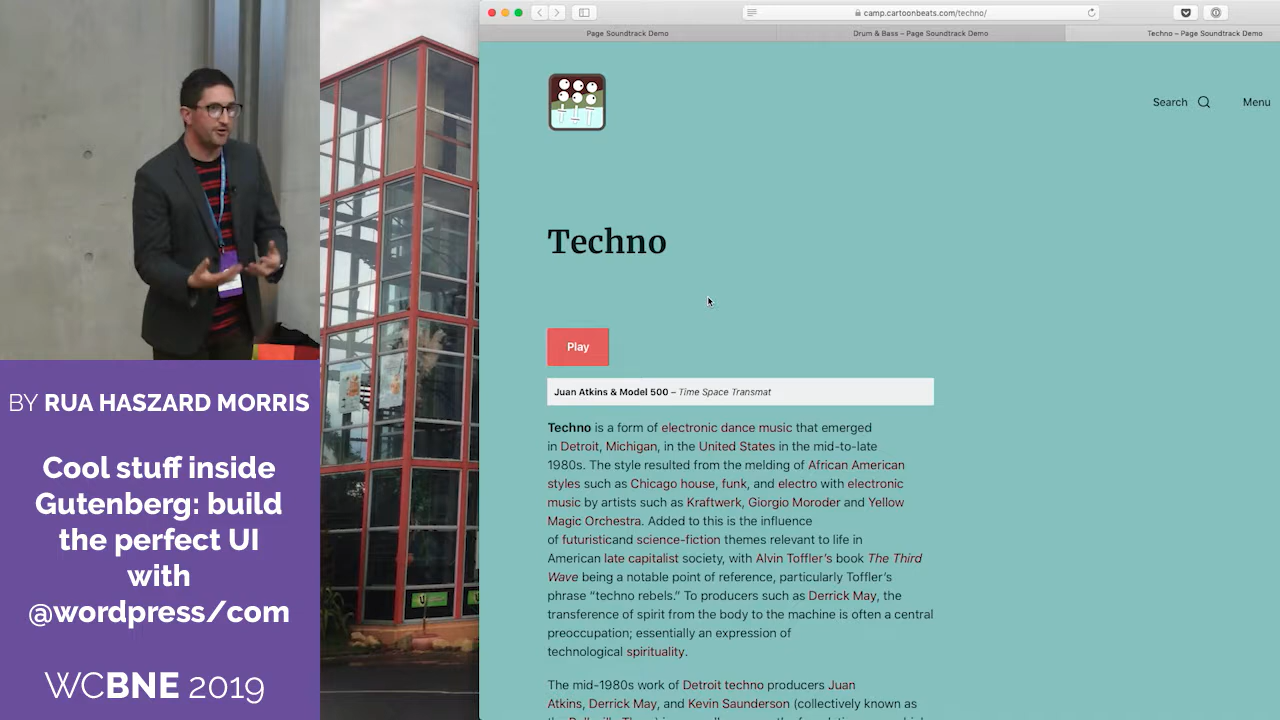 BY RUA HASZARD MORRIS
Cool stuff inside
Gutenberg: build
the perfect UI
with
@wordpress/com
WCBNE 2019
camp.cartoonbeats.com/techno/
Page Soundtrack Demo
Drum & Bass – Page Soundtrack Demo
Techno – Page Soundtrack Demo
Search
Menu
Techno
Play
Juan Atkins & Model 500 – Time Space Transmat
Techno is a form of electronic dance music that emerged
in Detroit, Michigan, in the United States in the mid-to-late
1980s. The style resulted from the melding of African American
styles such as Chicago house, funk, and electro with electronic
music by artists such as Kraftwerk, Giorgio Moroder and Yellow
Magic Orchestra. Added to this is the influence
of futuristicand science-fiction themes relevant to life in
American late capitalist society, with Alvin Toffler's book The Third
Wave being a notable point of reference, particularly Toffler's
phrase “techno rebels.” To producers such as Derrick May, the
transference of spirit from the body to the machine is often a central
preoccupation; essentially an expression of
technological spirituality.
The mid-1980s work of Detroit techno producers Juan
Atkins, Derrick May, and Kevin Saunderson (collectively known as